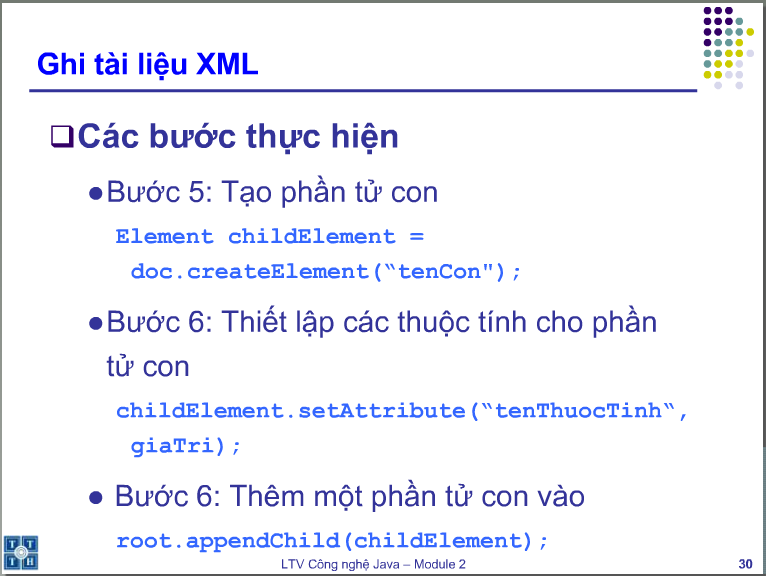 Ghi tài liệu XML
Các bước thực hiện
Bước 5: Tạo phần tử con
Element childElement =
doc.createElement(“tenCon");
Bước 6: Thiết lập các thuộc tính cho phần
tử con
childElement.setAttribute(“tenThuocTinh“,
giaTri);
Bước 6: Thêm một phần tử con vào
root.appendChild(childElement);
T T
T H
LTV Công nghệ Java – Module 2
30